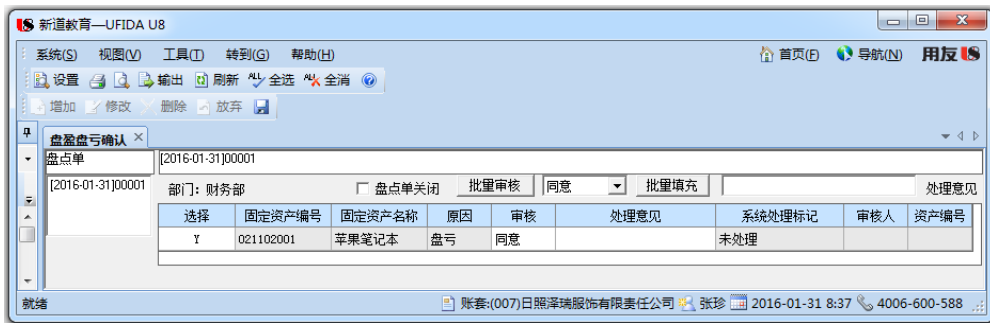 新道教育—UFIDA U8
系统(S) 视图(V) 工具(T) 转到(G) 帮助(H) 首页(F) 导航(N) 用友U8
设置 输出 刷新 ALL 全选 ALL 全消
增加 修改 删除 放弃
盘盈盘亏确认
盘点单 [2016-01-31]00001
[2016-01-31]00001 部门：财务部 盘点单关闭 批量审核 同意 批量填充 处理意见
选择 固定资产编号 固定资产名称 原因 审核 处理意见 系统处理标记 审核人 资产编号
Y 021102001 苹果笔记本 盘亏 同意 未处理
就绪 账套:(007)日照泽瑞服饰有限责任公司 张珍 2016-01-31 8:37 4006-600-588